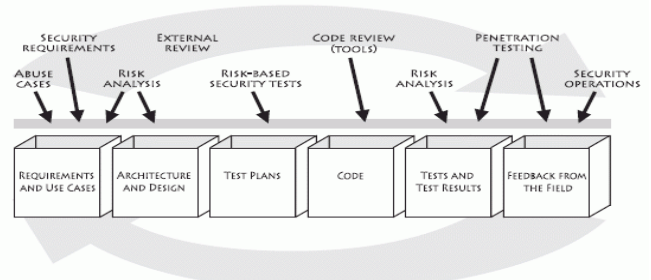 SECURITY
REQUIREMENTS
EXTERNAL
REVIEW
CODE REVIEW
(TOOLS)
PENETRATION
TESTING
ABUSE
CASES
RISK
ANALYSIS
RISK-BASED
SECURITY TESTS
RISK
ANALYSIS
SECURITY
OPERATIONS
REQUIREMENTS
AND USE CASES
ARCHITECTURE
AND DESIGN
TEST PLANS
CODE
TESTS AND
TEST RESULTS
FEEDBACK FROM
THE FIELD